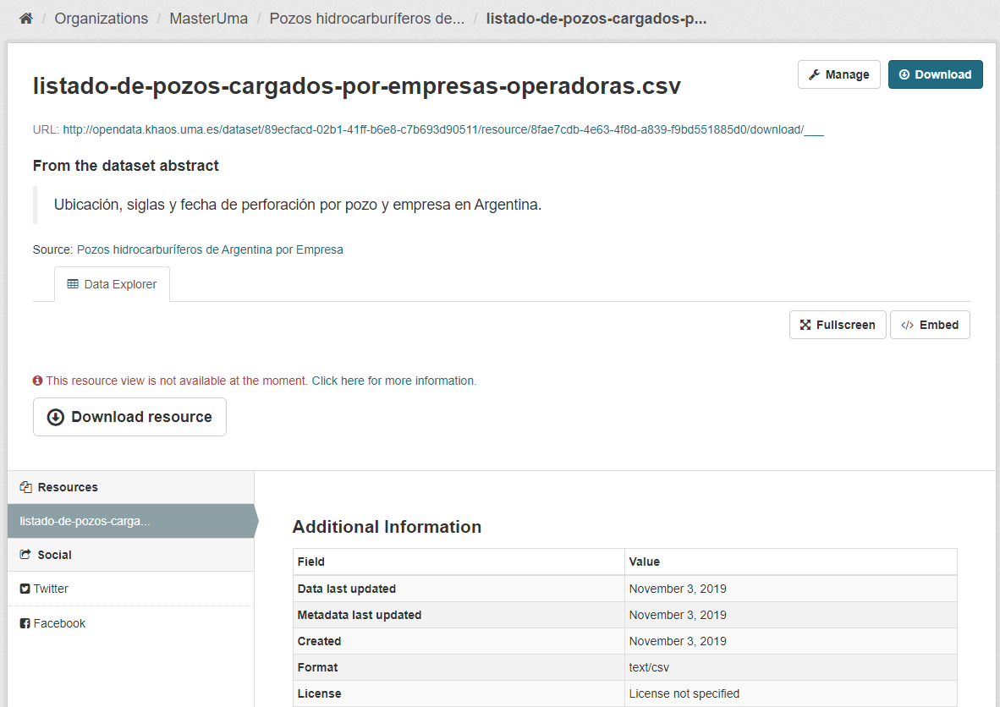 / Organizations / MasterUma / Pozos hidrocarburíferos de... / listado-de-pozos-cargados-p...
listado-de-pozos-cargados-por-empresas-operadoras.csv
Manage
Download
URL: http://opendata.khaos.uma.es/dataset/89ecfacd-02b1-41ff-b6e8-c7b693d90511/resource/8fae7cdb-4e63-4f8d-a839-f9bd551885d0/download/___
From the dataset abstract
Ubicación, siglas y fecha de perforación por pozo y empresa en Argentina.
Source: Pozos hidrocarburíferos de Argentina por Empresa
Data Explorer
Fullscreen
</> Embed
This resource view is not available at the moment. Click here for more information.
Download resource
Resources
listado-de-pozos-carga...
Social
Twitter
Facebook
Additional Information
Field Value
Data last updated November 3, 2019
Metadata last updated November 3, 2019
Created November 3, 2019
Format text/csv
License License not specified